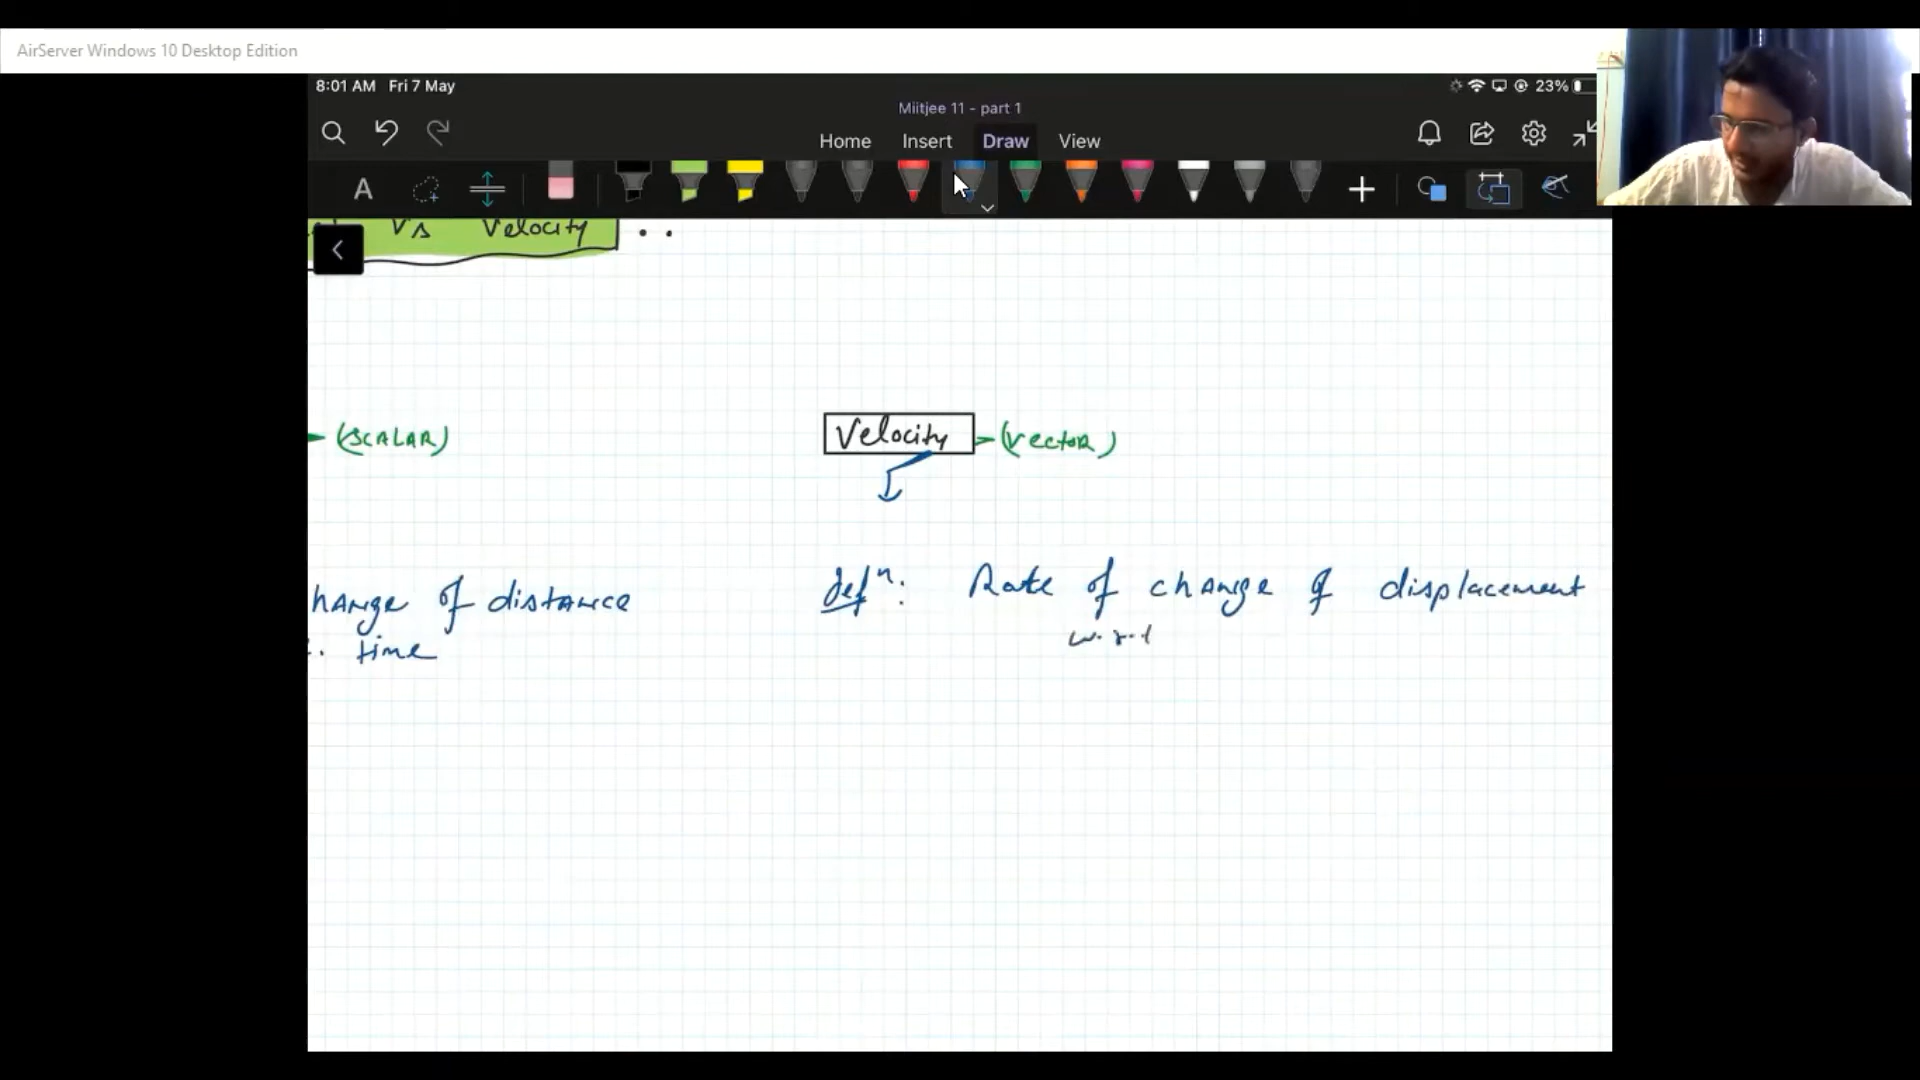 AirServer Windows 10 Desktop Edition
8:01 AM Fri 7 May
23%
Miitjee 11 - part 1
Home Insert Draw View
A
Vs Velocity
(SCALAR)
Velocity (Vector)
hange of distance
time
defn: Rate of change of displacement
w.r.t